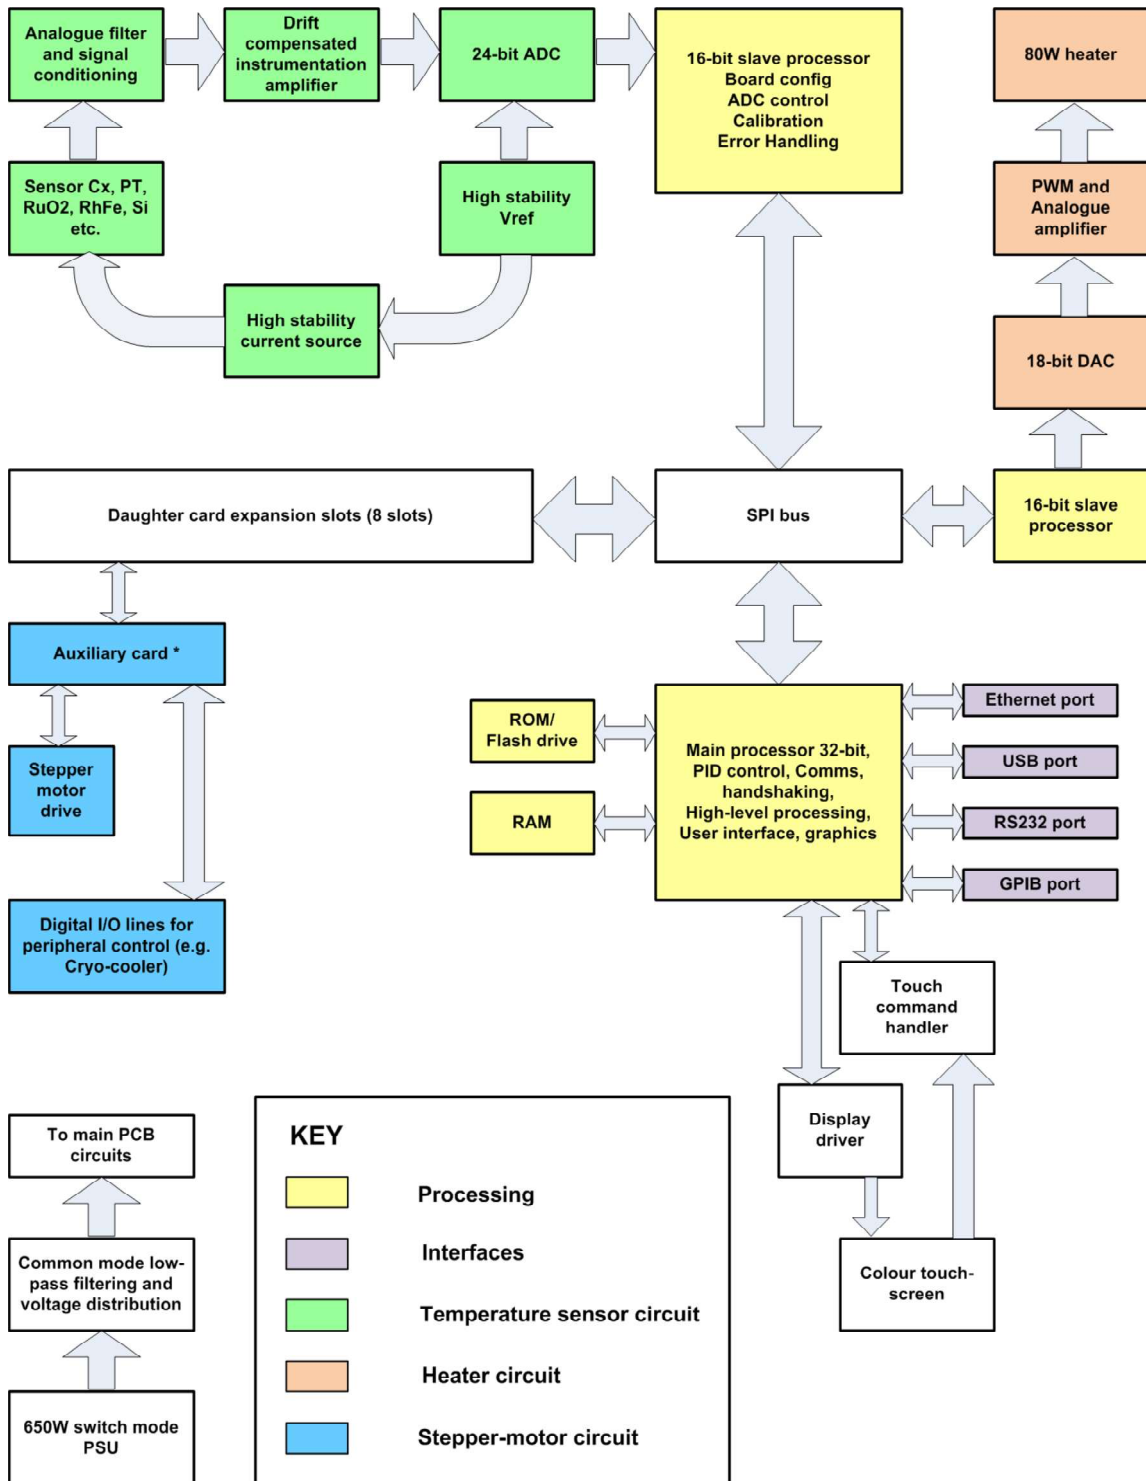 Analogue filter
and signal
conditioning
Drift
compensated
instrumentation
amplifier
24-bit ADC
16-bit slave processor
Board config
ADC control
Calibration
Error Handling
80W heater
Sensor Cx, PT,
RuO2, RhFe, Si
etc.
High stability
Vref
PWM and
Analogue
amplifier
High stability
current source
18-bit DAC
Daughter card expansion slots (8 slots)
SPI bus
16-bit slave
processor
Auxiliary card *
Stepper
motor
drive
Digital I/O lines for
peripheral control (e.g.
Cryo-cooler)
ROM/
Flash drive
RAM
Main processor 32-bit,
PID control, Comms,
handshaking,
High-level processing,
User interface, graphics
Ethernet port
USB port
RS232 port
GPIB port
Touch
command
handler
Display
driver
Colour touch-
screen
To main PCB
circuits
Common mode low-
pass filtering and
voltage distribution
650W switch mode
PSU
KEY
Processing
Interfaces
Temperature sensor circuit
Heater circuit
Stepper-motor circuit